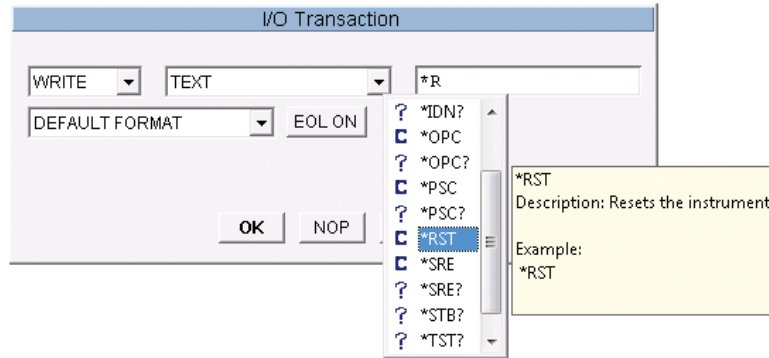 I/O Transaction
WRITE TEXT *R
DEFAULT FORMAT EOL ON
? *IDN?
C *OPC
? *OPC?
C *PSC
? *PSC?
C *RST
C *SRE
? *SRE?
? *STB?
? *TST?
OK NOP
*RST
Description: Resets the instrument
Example:
*RST